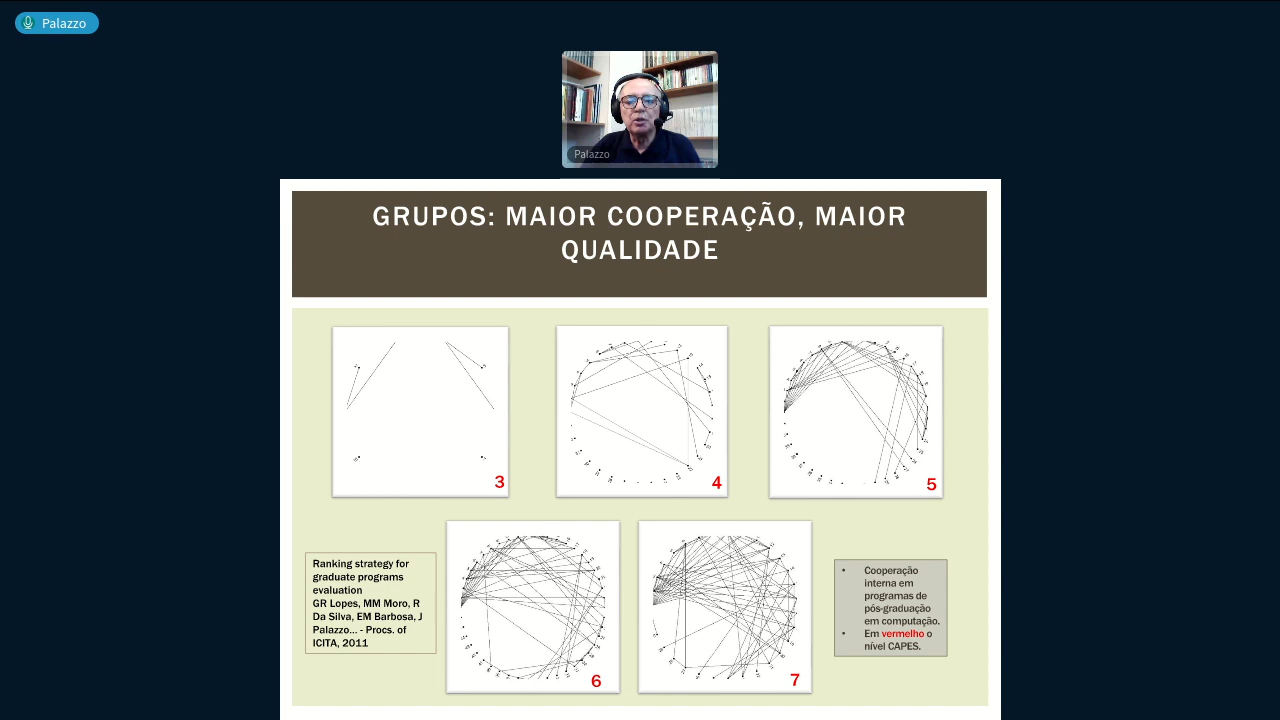 Palazzo
Palazzo
GRUPOS: MAIOR COOPERAÇÃO, MAIOR
QUALIDADE
3
4
5
6
7
Ranking strategy for
graduate programs
evaluation
GR Lopes, MM Moro, R
Da Silva, EM Barbosa, J
Palazzo... - Procs. of
ICITA, 2011
• Cooperação
interna em
programas de
pós-graduação
em computação.
• Em vermelho o
nível CAPES.